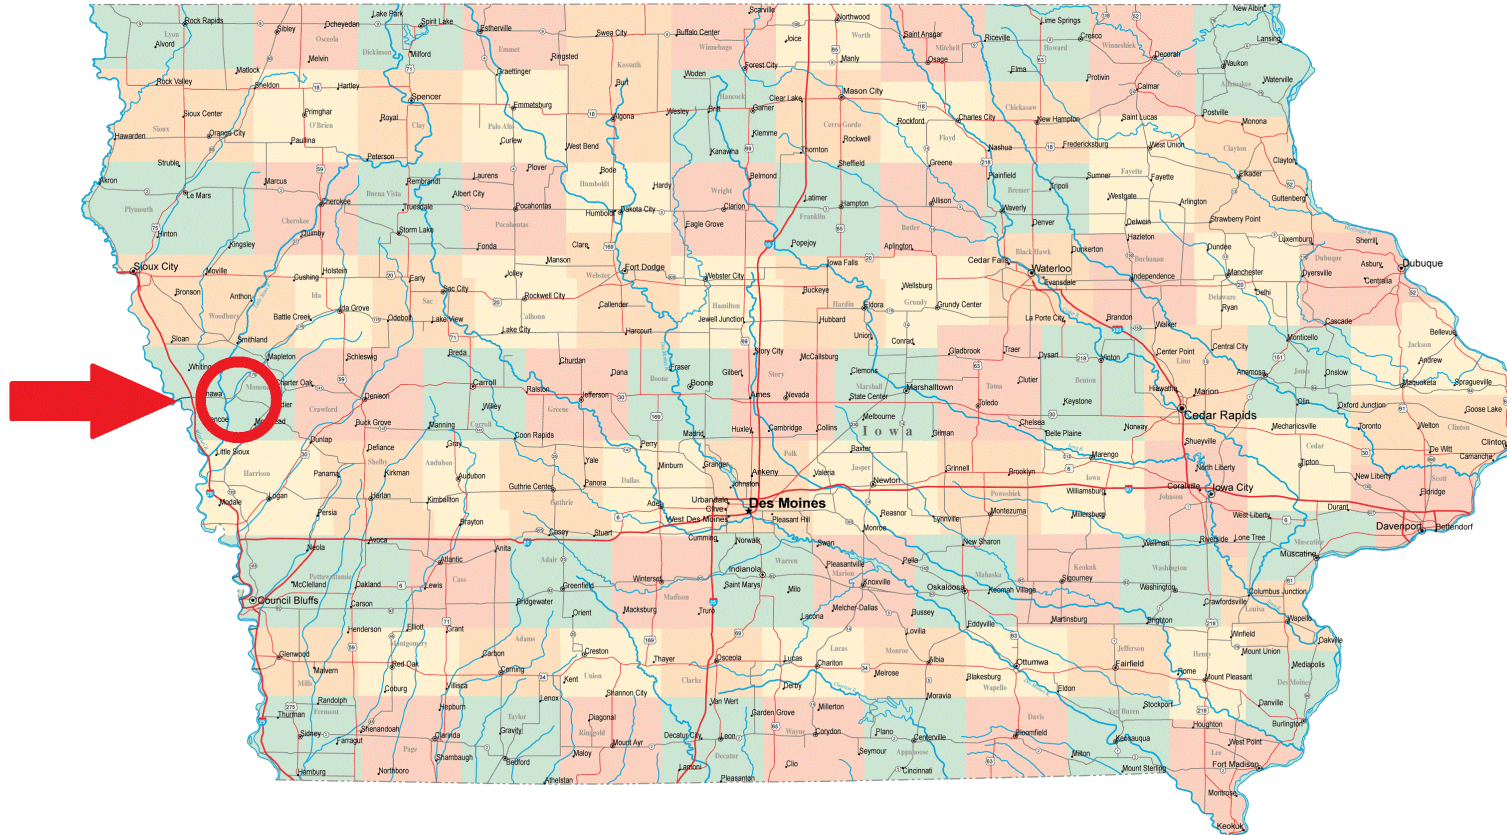 New Albin
Lake Park
Scarville
Rock Rapids
Ocheyedan
Spirit Lake
Northwood
Lime Springs
Sibley
Estherville
Swea City
Buffalo Center
Lyon
Osceola
Joice
Worth
Saint Ansgar
Riceville
Cresco
Lansing
Alvord
Dickinson
Emmet
Winnebago
Mitchell
Howard
Winneshiek
Melvin
Milford
Ringsted
Manly
Osage
Decorah
Matlock
Graettinger
Kossuth
Forest City
Elma
Waukon
Rock Valley
Woden
Protivin
Allamakee
Waterville
Sheldon
Hartley
Burt
Calmar
Spencer
Hancock
Clear Lake
Mason City
Emmetsburg
Chickasaw
Sioux Center
Primghar
Royal
Algona
Wesley
Britt
Garner
Rockford
Charles City
New Hampton
Saint Lucas
Postville
Monona
Sioux
O'Brien
Clay
Palo Alto
Cerro Gordo
Hawarden
Orange City
Klemme
Rockwell
Floyd
Paullina
Curlew
West Bend
Kanawha
Thornton
Nashua
Fredericksburg
West Union
Clayton
Struble
Peterson
Sheffield
Greene
Clayton
Plover
Bode
Belmond
Plainfield
Sumner
Fayette
Fayette
Elkader
Akron
Marcus
Rembrandt
Laurens
Humboldt
Hardy
Wright
Bremer
Tripoli
Le Mars
Buena Vista
Albert City
Latimer
Westgate
Arlington
Guttenberg
Plymouth
Cherokee
Truesdale
Pocahontas
Humboldt
Dakota City
Clarion
Hampton
Allison
Waverly
Cherokee
Pocahontas
Eagle Grove
Franklin
Butler
Denver
Oelwein
Strawberry Point
Hinton
Quimby
Storm Lake
Kingsley
Fonda
Clare
Popejoy
Aplington
Black Hawk
Dunkerton
Hazleton
Dundee
Luxemburg
Sherrill
Sioux City
Moville
Holstein
Manson
Fort Dodge
Iowa Falls
Cedar Falls
Waterloo
Buchanan
Dubuque
Asbury
Dubuque
Cushing
Early
Jolley
Webster
Webster City
Evansdale
Independence
Manchester
Dyersville
Centralia
Bronson
Anthon
Ida
Sac
Sac City
Rockwell City
Callender
Hamilton
Buckeye
Wellsburg
Delaware
Delhi
Woodbury
Battle Creek
Ida Grove
Odebolt
Lake View
Calhoun
Jewell Junction
Hardin
Eldora
Grundy
Grundy Center
La Porte City
Brandon
Ryan
Cascade
Sloan
Smithland
Lake City
Harcourt
Hubbard
Union
Conrad
Walker
Monticello
Bellevue
Mapleton
Schleswig
Breda
Churdan
Story City
McCallsburg
Gladbrook
Traer
Dysart
Vinton
Center Point
Central City
Jackson
Whiting
Dana
Fraser
Gilbert
Story
Clemons
Linn
Anamosa
Onslow
Andrew
Charter Oak
Carroll
Ralston
Jefferson
Boone
Boone
Marshall
Marshalltown
Tama
Clutier
Benton
Hiawatha
Marion
Jones
Maquoketa
Spragueville
Denison
Willey
Greene
Ames
Nevada
State Center
Toledo
Keystone
Cedar Rapids
Olin
Oxford Junction
Goose Lake
Crawford
Buck Grove
Manning
Carroll
Madrid
Huxley
Cambridge
Collins
Melbourne
Iowa
Chelsea
Belle Plaine
Norway
Mechanicsville
Toronto
Welton
Clinton
Dunlap
Gray
Coon Rapids
Perry
Gilman
Shueyville
Cedar
De Witt
Clinton
Little Sioux
Defiance
Yale
Minburn
Granger
Polk
Baxter
Marengo
Tipton
Camanche
Harrison
Panama
Shelby
Kirkman
Audubon
Audubon
Panora
Dallas
Johnston
Ankeny
Valeria
Jasper
Newton
Grinnell
Brooklyn
Iowa
North Liberty
New Liberty
Scott
Modale
Logan
Harlan
Kimballton
Guthrie Center
Guthrie
Adel
Urbandale
Clive
Des Moines
Poweshiek
Williamsburg
Coralville
Iowa City
Johnson
Eldridge
Persia
Brayton
West Des Moines
Pleasant Hill
Reasnor
Lynnville
Montezuma
Millersburg
West Liberty
Durant
Davenport
Bettendorf
Neola
Avoca
Anita
Casey
Stuart
Cumming
Norwalk
Swan
Monroe
New Sharon
Wellman
Riverside
Lone Tree
Muscatine
Muscatine
Pottawattamie
Atlantic
Adair
Warren
Pleasantville
Pella
Keokuk
Washington
McClelland
Oakland
Lewis
Cass
Greenfield
Winterset
Indianola
Marion
Knoxville
Oskaloosa
Mahaska
Sigourney
Washington
Council Bluffs
Carson
Bridgewater
Madison
Saint Marys
Milo
Keomah Village
Columbus Junction
Orient
Macksburg
Truro
Lacona
Melcher-Dallas
Bussey
Crawfordsville
Louisa
Wapello
Henderson
Elliott
Grant
Eddyville
Martinsburg
Brighton
Glenwood
Montgomery
Adams
Creston
Lovilia
Winfield
Oakville
Malvern
Red Oak
Carbon
Corning
Thayer
Osceola
Lucas
Lucas
Chariton
Monroe
Albia
Ottumwa
Jefferson
Fairfield
Henry
Mount Union
Mediapolis
Mills
Coburg
Villisca
Kent
Union
Clarke
Derby
Melrose
Blakesburg
Wapello
Eldon
Rome
Mount Pleasant
Des Moines
Randolph
Hepburn
Lenox
Shannon City
Van Wert
Millerton
Moravia
Stockport
Danville
Thurman
Fremont
Taylor
Diagonal
Garden Grove
Davis
Van Buren
Houghton
Burlington
Sidney
Shenandoah
Clarinda
Gravity
Ringgold
Mount Ayr
Decatur City
Leon
Wayne
Corydon
Plano
Centerville
Bloomfield
Keosauqua
West Point
Farragut
Page
Shambaugh
Bedford
Maloy
Decatur
Seymour
Appanoose
Milton
Lee
Hamburg
Northboro
Athelstan
Lamoni
Pleasanton
Clio
Cincinnati
Mount Sterling
Fort Madison
Montrose
Keokuk